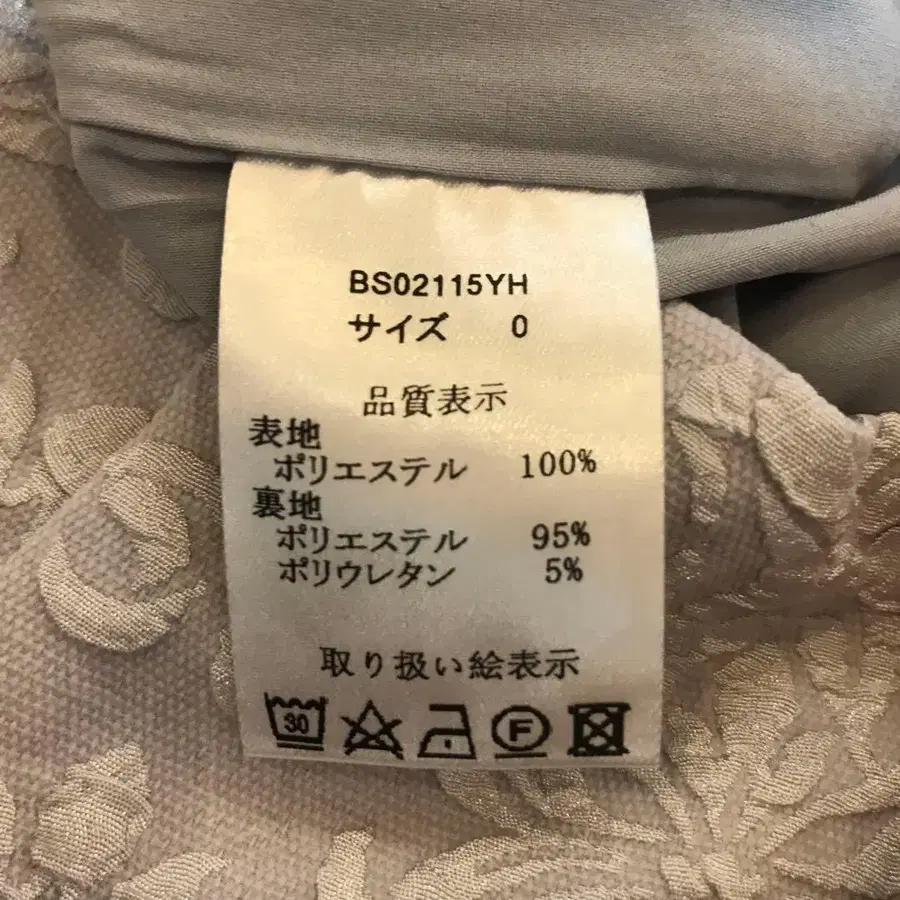 BS02115YH
サイズ 0
品質表示
表地
ポリエステル 100%
裏地
ポリエステル 95%
ポリウレタン 5%
取り扱い絵表示
30 F